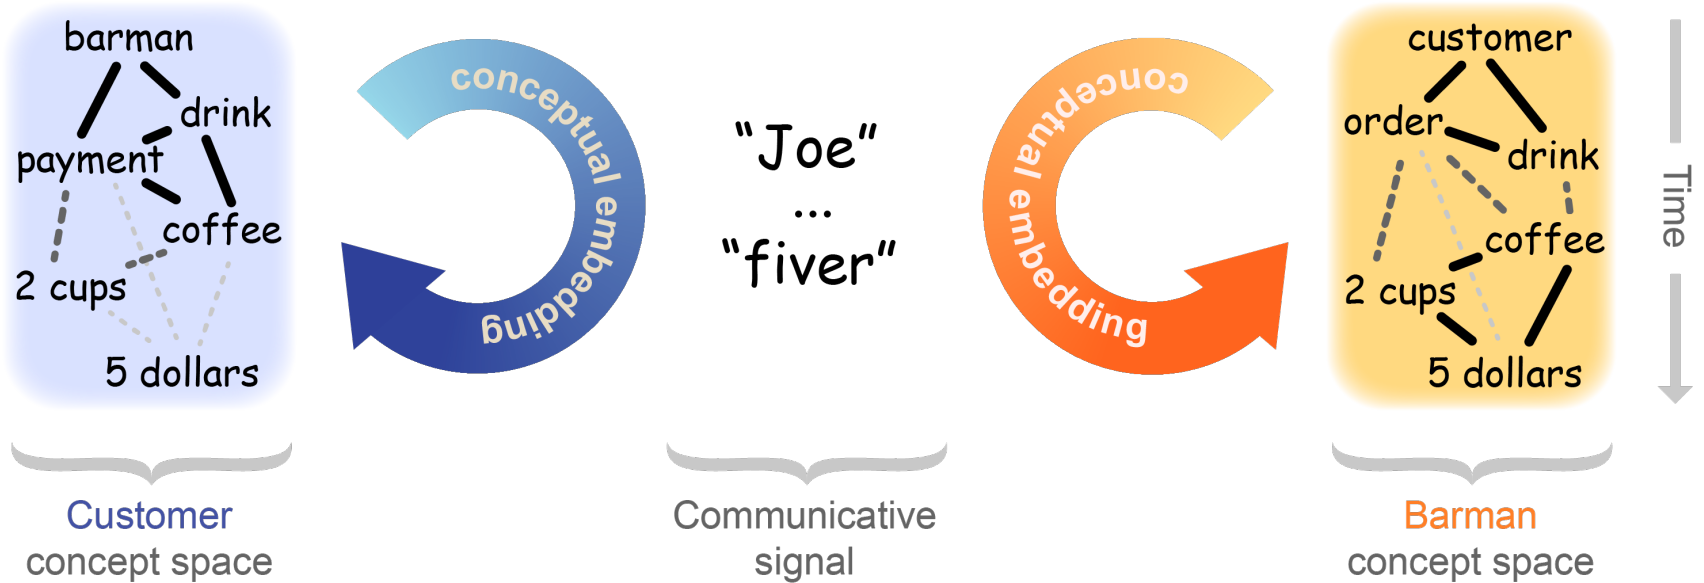 barman
drink
payment
coffee
2 cups
5 dollars
conceptual embedding
“Joe”
...
“fiver”
conceptual embedding
customer
order
drink
coffee
2 cups
5 dollars
Time
Customer
concept space
Communicative
signal
Barman
concept space